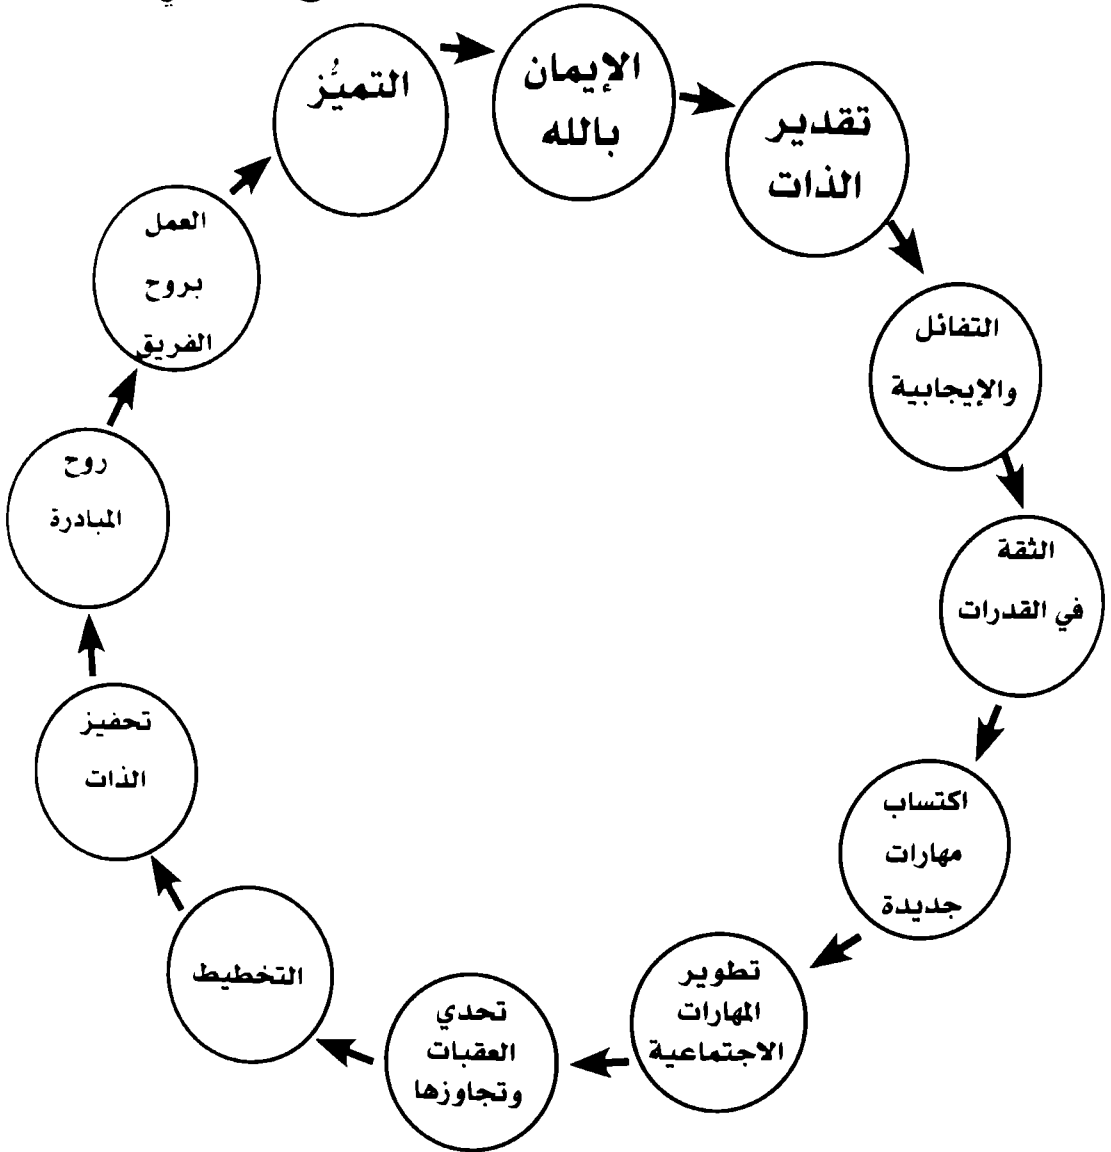 الإيمان
بالله
تقدير
الذات
التفائل
والإيجابية
الثقة
في القدرات
اكتساب
مهارات
جديدة
تطوير
المهارات
الاجتماعية
تحدي
العقبات
وتجاوزها
التخطيط
تحفيز
الذات
روح
المبادرة
العمل
بروح
الفريق
التميُّز